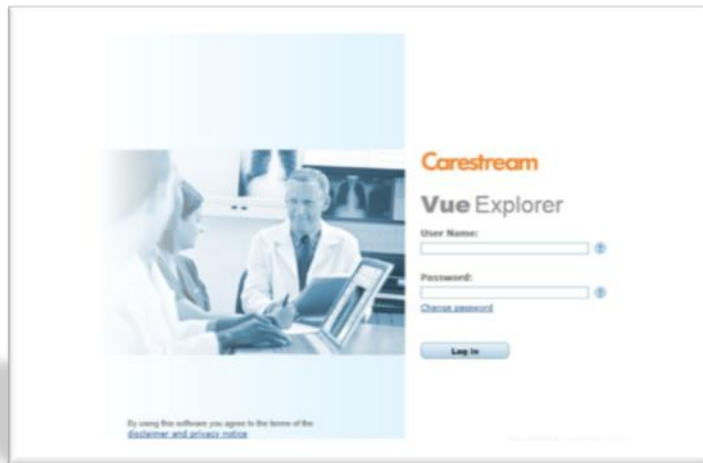 Carestream
Vue Explorer
User Name:
Password:
Change password
Log in
By using this software you agree to the terms of the
disclaimer and privacy notice